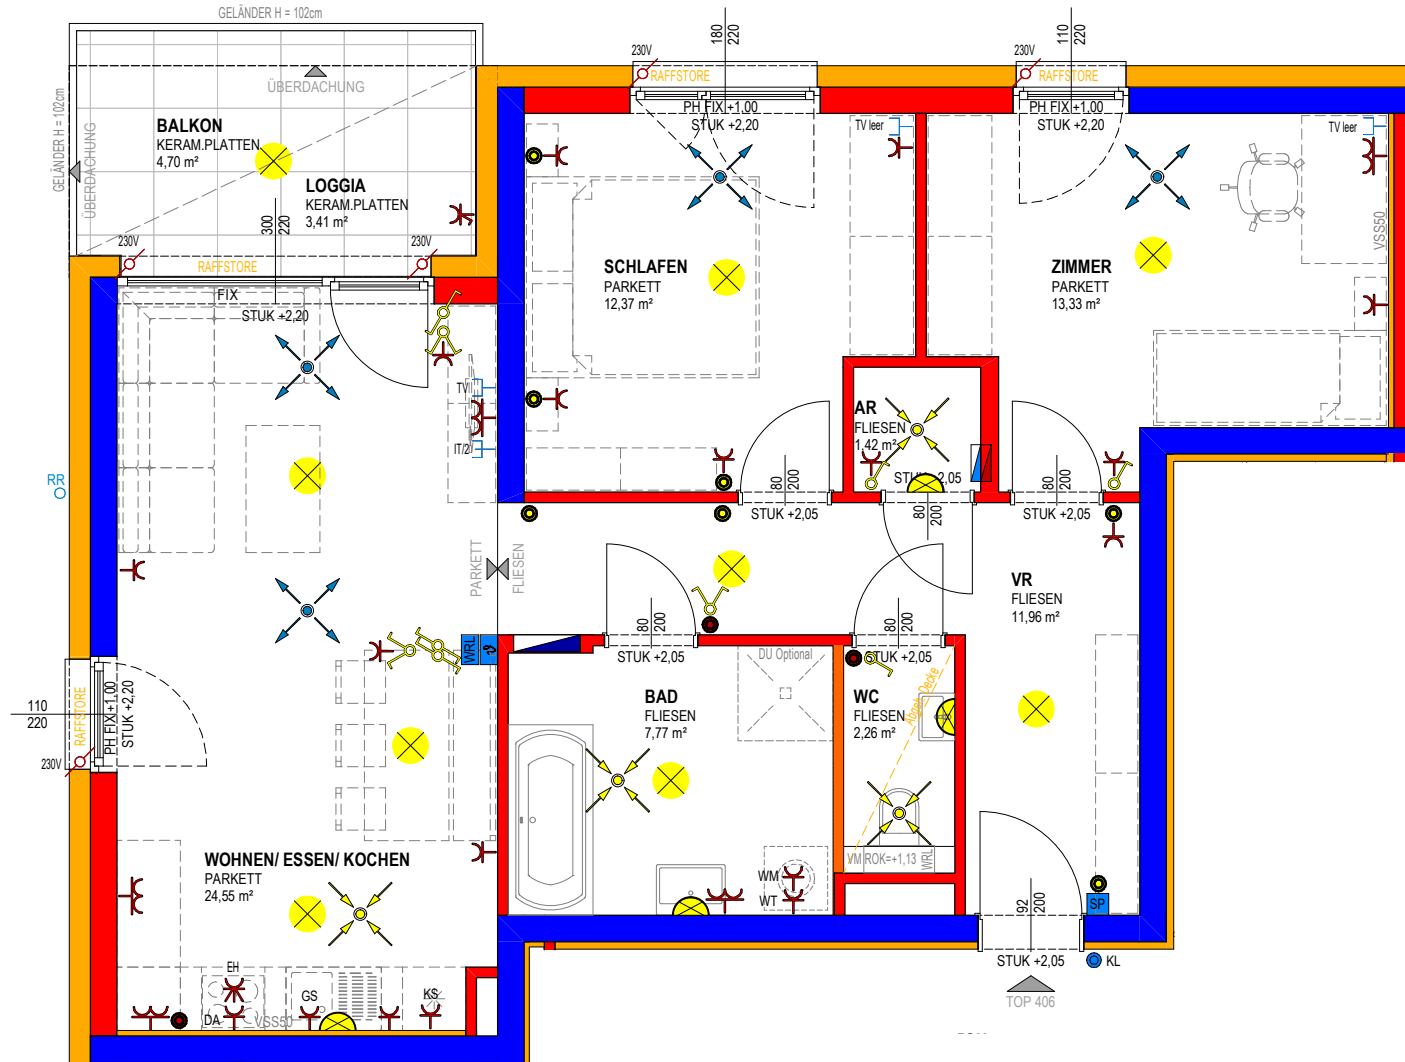 GELÄNDER H = 102cm
180
220
110
220
230V
RAFFSTORE
230V
RAFFSTORE
ÜBERDACHUNG
GELÄNDER H = 102cm
ÜBERDACHUNG
BALKON
KERAM.PLATTEN
4,70 m²
LOGGIA
KERAM.PLATTEN
3,41 m²
PH FIX +1,00
STUK +2,20
TV leer
PH FIX +1,00
STUK +2,20
TV leer
300
220
230V
230V
RAFFSTORE
FIX
STUK +2,20
VSS50
SCHLAFEN
PARKETT
12,37 m²
ZIMMER
PARKETT
13,33 m²
TV
IT/2
AR
FLIESEN
1,42 m²
STUK +2,05
RR
80
200
STUK +2,05
80
200
80
200
STUK +2,05
PARKETT
FLIESEN
VR
FLIESEN
11,96 m²
80
200
STUK +2,05
80
200
STUK +2,05
WRL
DU Optional
Abgeh. Decke
BAD
FLIESEN
7,77 m²
WC
FLIESEN
2,26 m²
110
220
RAFFSTORE
PH FIX +1,00
STUK +2,20
230V
WOHNEN/ ESSEN/ KOCHEN
PARKETT
24,55 m²
VM ROK=+1,13
WRL
WM
WT
92
200
SP
STUK +2,05
KL
TOP 406
EH
GS
KS
DA
VSS50